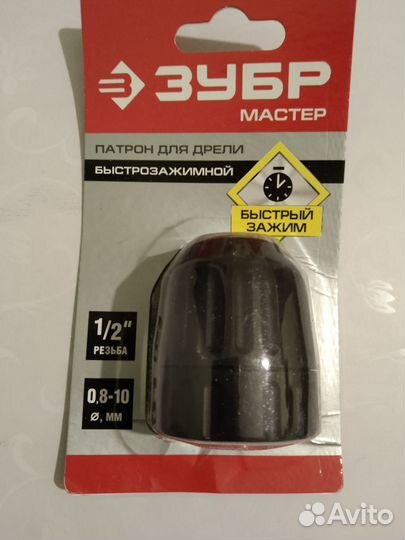 ЗУБР
МАСТЕР
ПАТРОН ДЛЯ ДРЕЛИ
БЫСТРОЗАЖИМНОЙ
БЫСТРЫЙ
ЗАЖИМ
1/2"
РЕЗЬБА
0,8-10
Ø, ММ
Avito